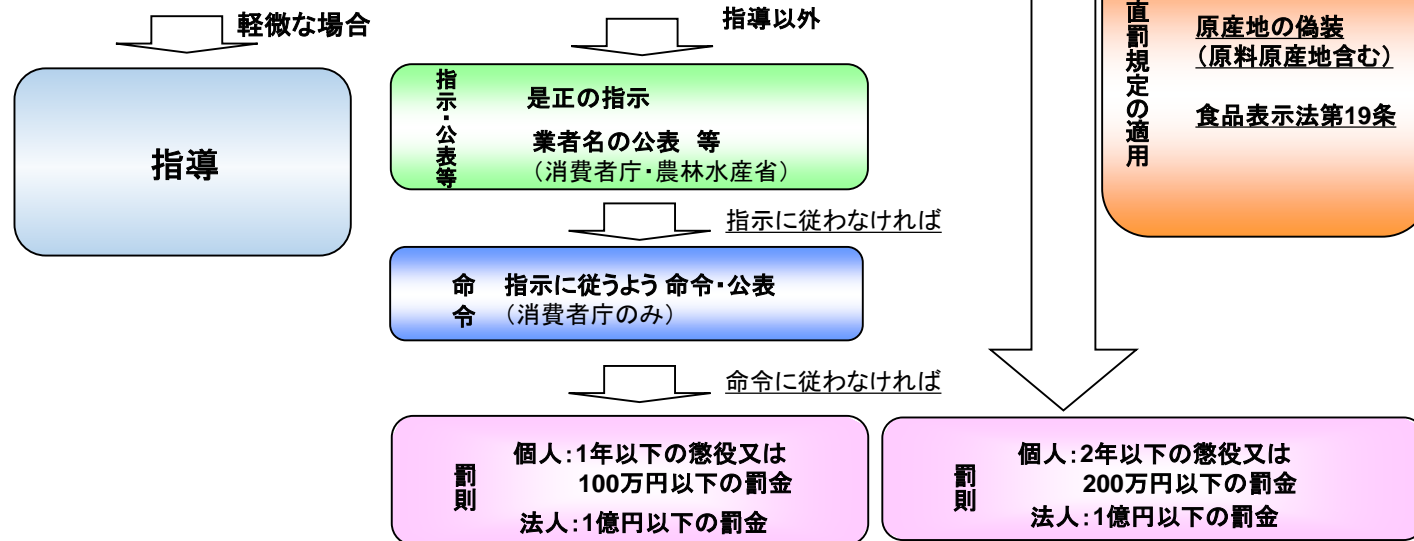 軽微な場合
指導以外
指導
指示・公表等
是正の指示
業者名の公表 等
(消費者庁・農林水産省)
直罰規定の適用
原産地の偽装
(原料原産地含む)
食品表示法第19条
指示に従わなければ
命令
指示に従うよう 命令・公表
(消費者庁のみ)
命令に従わなければ
罰則
個人:1年以下の懲役又は
100万円以下の罰金
法人:1億円以下の罰金
罰則
個人:2年以下の懲役又は
200万円以下の罰金
法人:1億円以下の罰金